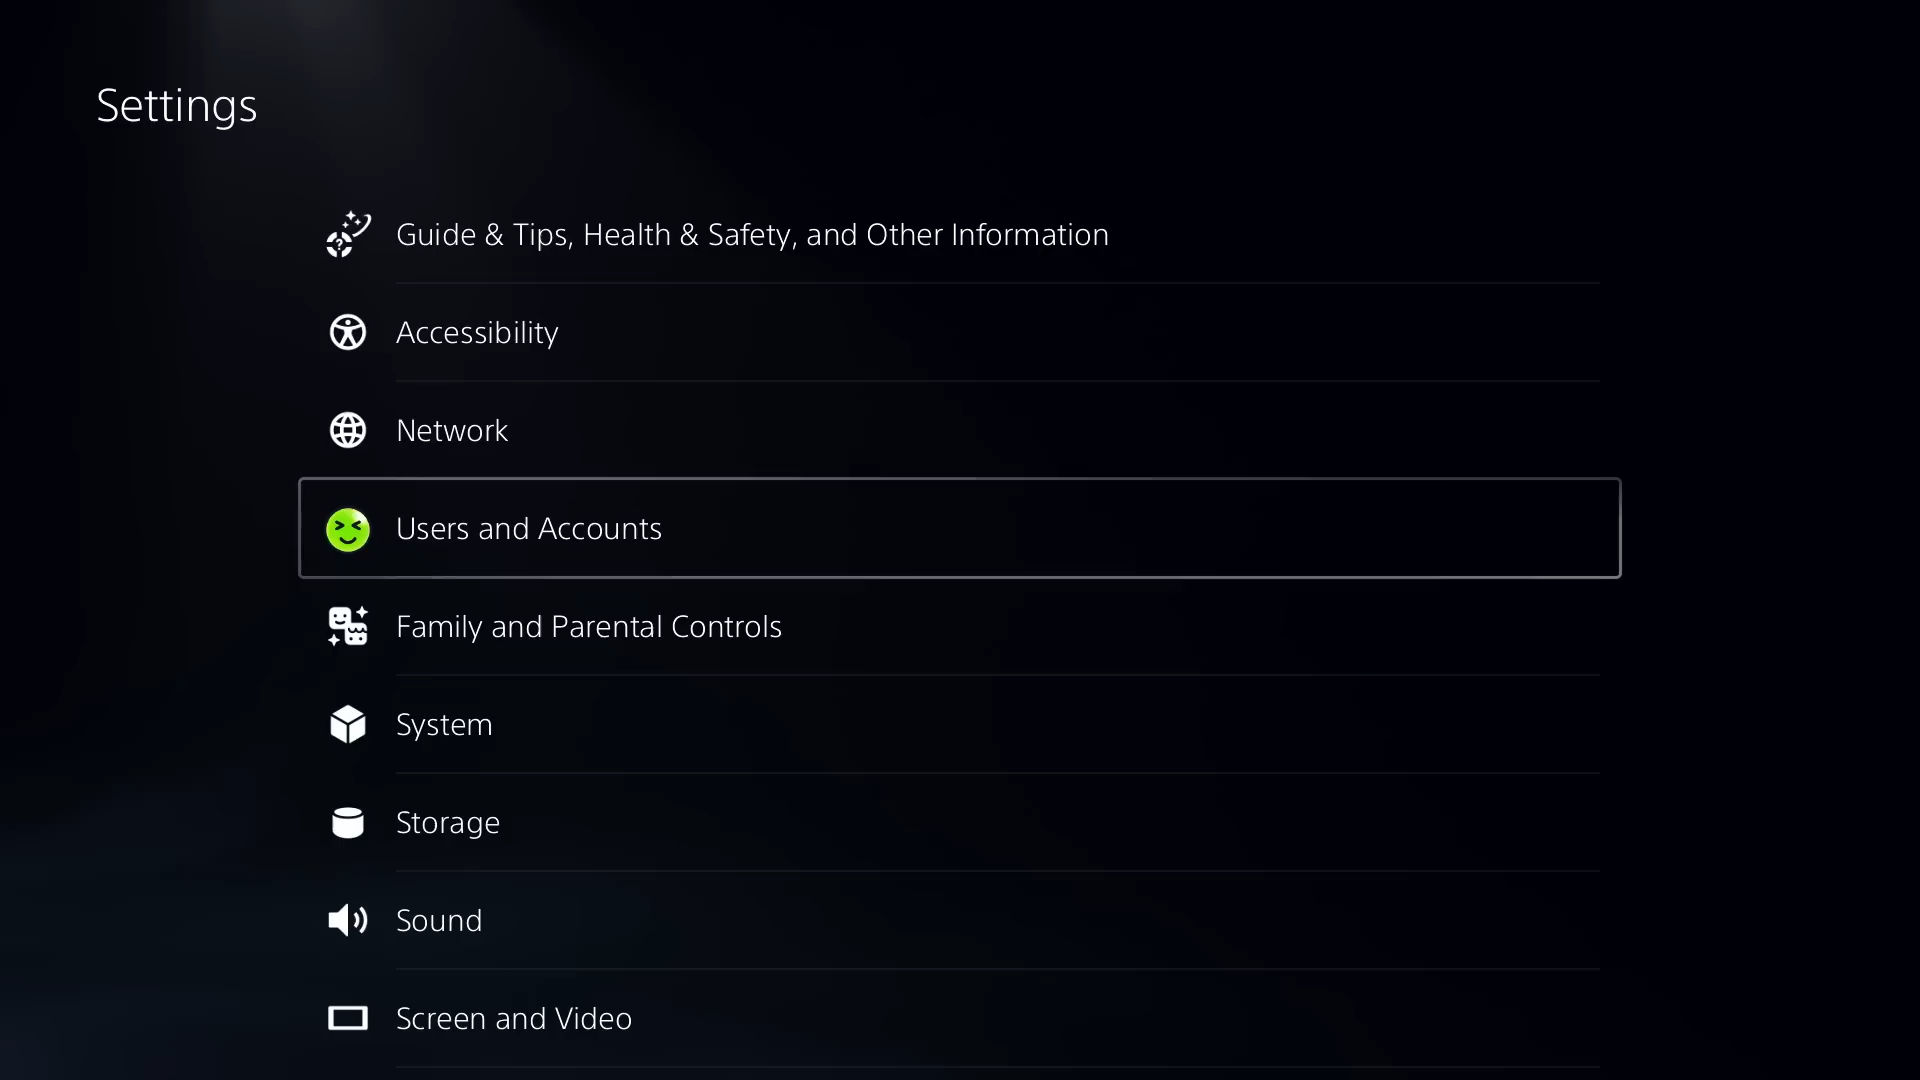 Settings
Guide & Tips, Health & Safety, and Other Information
Accessibility
Network
Users and Accounts
Family and Parental Controls
System
Storage
Sound
Screen and Video